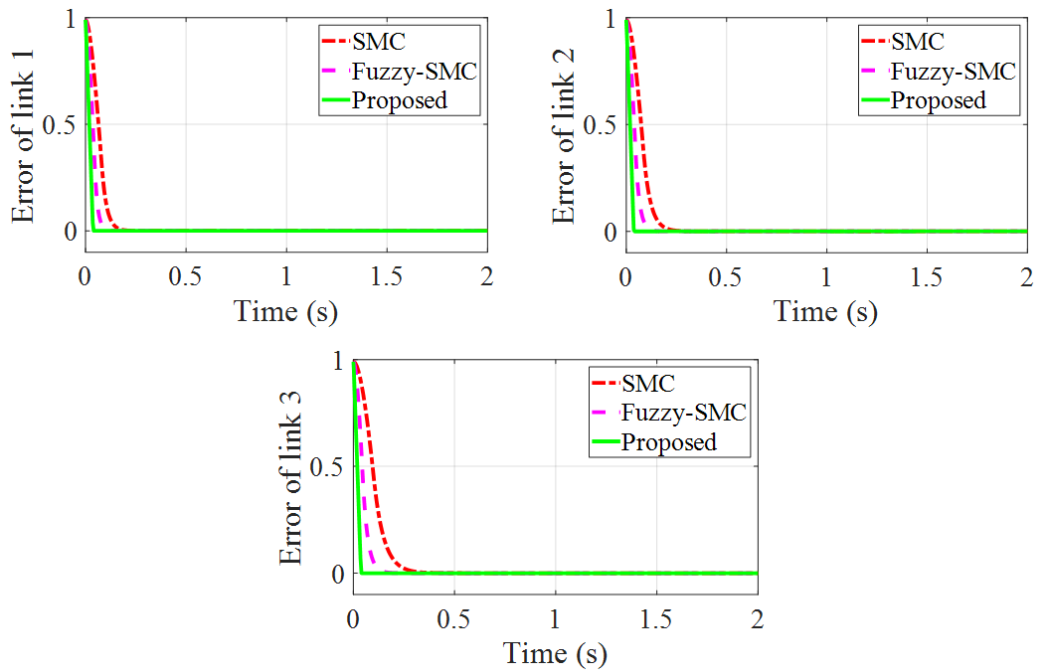 Error of link 1
1
0.5
0
SMC
Fuzzy-SMC
Proposed
0 0.5 1 1.5 2
Time (s)
Error of link 2
1
0.5
0
SMC
Fuzzy-SMC
Proposed
0 0.5 1 1.5 2
Time (s)
Error of link 3
1
0.5
0
SMC
Fuzzy-SMC
Proposed
0 0.5 1 1.5 2
Time (s)